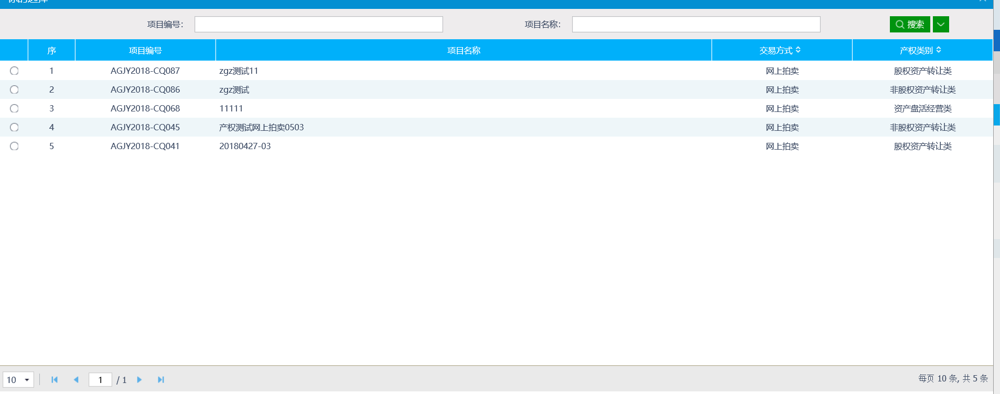 你的选择
项目编号： 项目名称： 搜索
序 项目编号 项目名称 交易方式 产权类别
1 AGJY2018-CQ087 zgz测试11 网上拍卖 股权资产转让类
2 AGJY2018-CQ086 zgz测试 网上拍卖 非股权资产转让类
3 AGJY2018-CQ068 11111 网上拍卖 资产盘活经营类
4 AGJY2018-CQ045 产权测试网上拍卖0503 网上拍卖 非股权资产转让类
5 AGJY2018-CQ041 20180427-03 网上拍卖 股权资产转让类
10 1 / 1 每页 10 条, 共 5 条